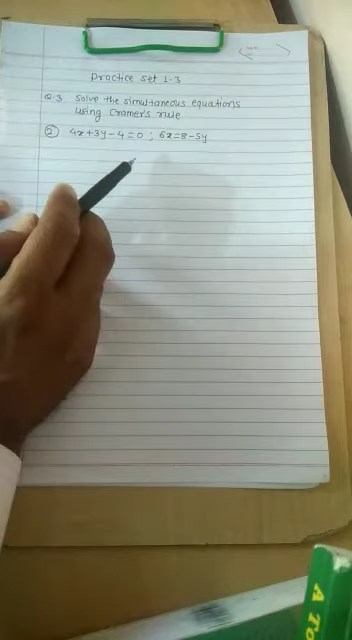 Practice set 1.3
Q.3 Solve the simultaneous equations
using Cramer's rule
② 4x+3y-4=0 ; 6x=8-5y
A TO